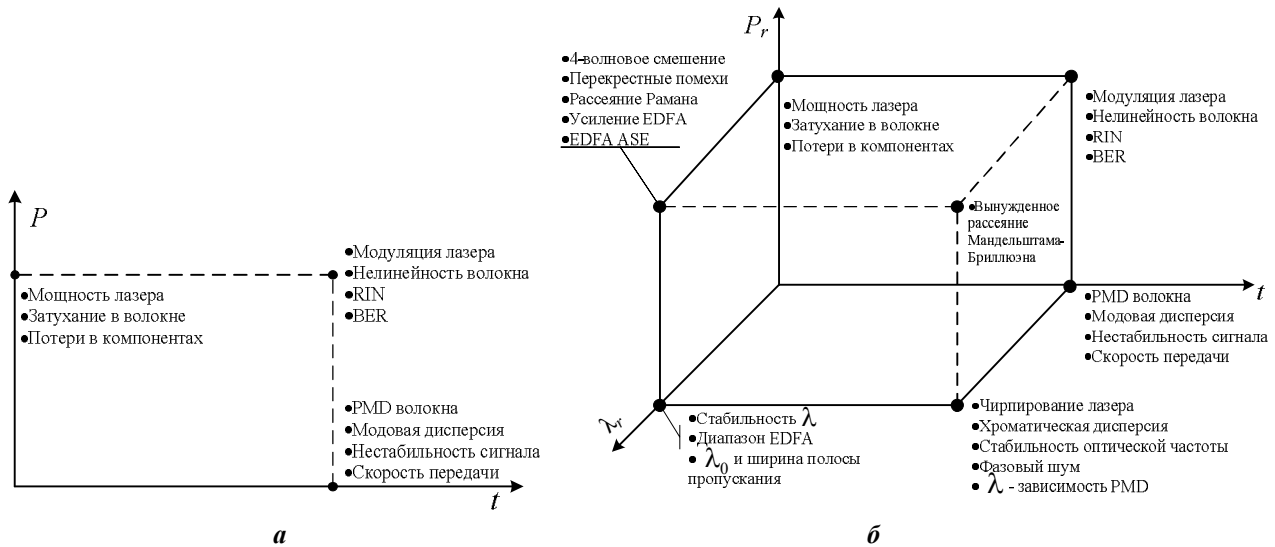 P
●Мощность лазера
●Затухание в волокне
●Потери в компонентах
●Модуляция лазера
●Нелинейность волокна
●RIN
●BER
●PMD волокна
●Модовая дисперсия
●Нестабильность сигнала
●Скорость передачи
t
а
Pr
●4-волновое смешение
●Перекрестные помехи
●Рассеяние Рамана
●Усиление EDFA
●EDFA ASE
●Мощность лазера
●Затухание в волокне
●Потери в компонентах
●Модуляция лазера
●Нелинейность волокна
●RIN
●BER
●Вынужденное
рассеяние
Мандельштама-
Бриллюэна
t
●PMD волокна
●Модовая дисперсия
●Нестабильность сигнала
●Скорость передачи
λr
●Стабильность λ
●Диапазон EDFA
● λ0 и ширина полосы
пропускания
●Чирпирование лазера
●Хроматическая дисперсия
●Стабильность оптической частоты
●Фазовый шум
● λ - зависимость PMD
б